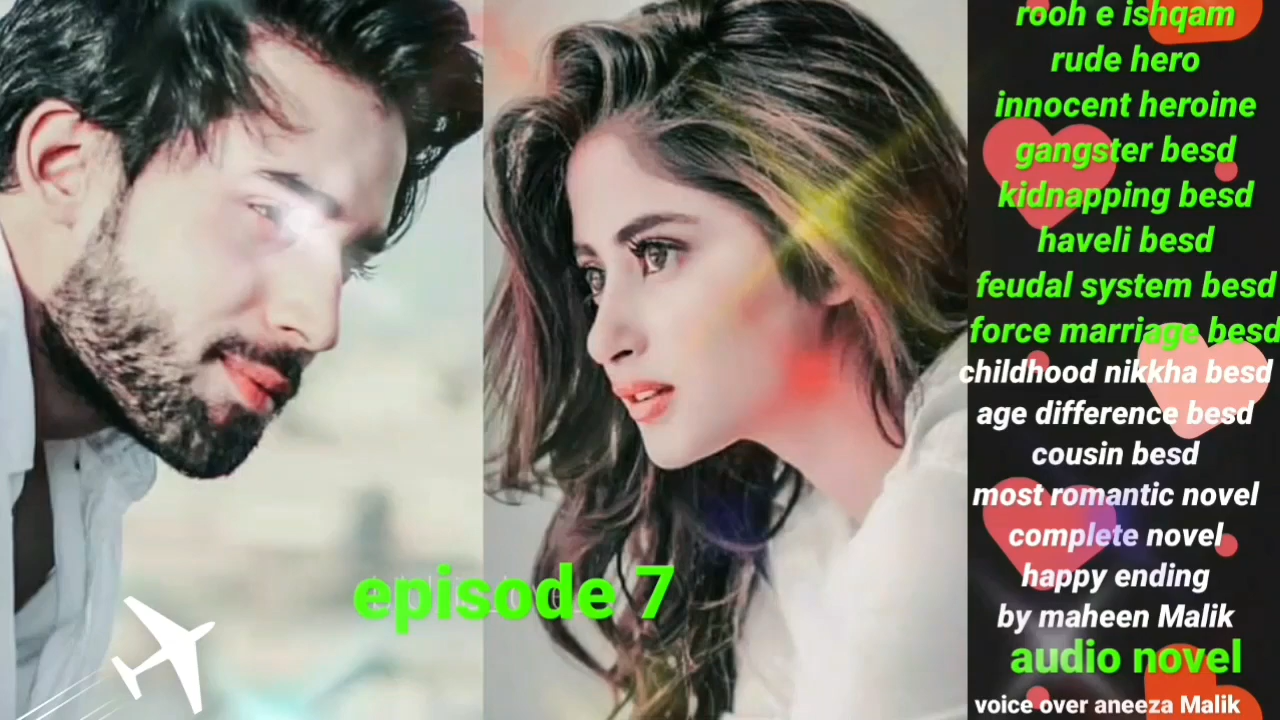 rooh e ishqam
rude hero
innocent heroine
gangster besd
kidnapping besd
haveli besd
feudal system besd
force marriage besd
childhood nikkha besd
age difference besd
cousin besd
most romantic novel
complete novel
happy ending
by maheen Malik
audio novel
voice over aneeza Malik
episode 7